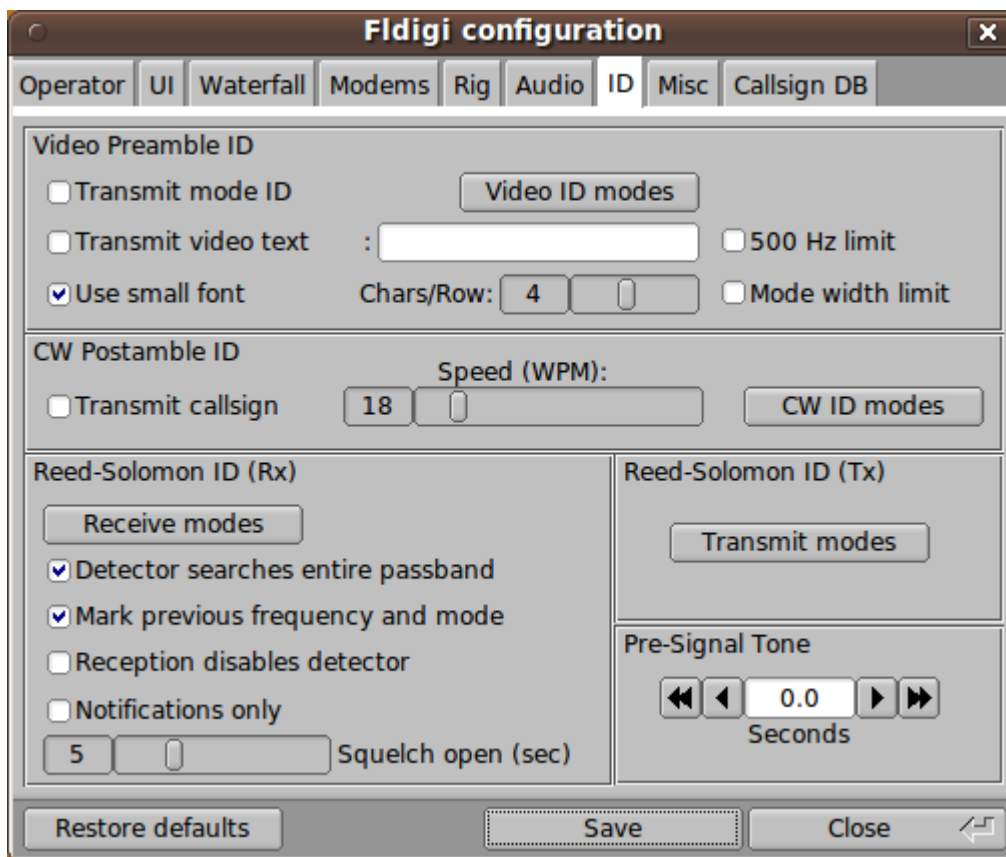 Fldigi configuration
Operator UI Waterfall Modems Rig Audio ID Misc Callsign DB
Video Preamble ID
Transmit mode ID Video ID modes
Transmit video text : 500 Hz limit
Use small font Chars/Row: 4 Mode width limit
CW Postamble ID
Speed (WPM):
Transmit callsign 18 CW ID modes
Reed-Solomon ID (Rx)
Receive modes
Detector searches entire passband
Mark previous frequency and mode
Reception disables detector
Notifications only
5 Squelch open (sec)
Reed-Solomon ID (Tx)
Transmit modes
Pre-Signal Tone
0.0
Seconds
Restore defaults Save Close